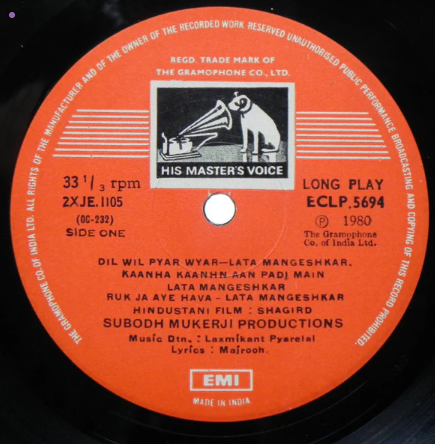 THE GRAMOPHONE CO. OF INDIA LTD. ALL RIGHTS OF THE MANUFACTURER AND OF THE OWNER OF THE RECORDED WORK RESERVED UNAUTHORISED PUBLIC PERFORMANCE BROADCASTING AND COPYING OF THIS RECORD PROHIBITED.
REGD. TRADE MARK OF
THE GRAMOPHONE CO., LTD.
HIS MASTER'S VOICE
33 1/3 rpm
2XJE.1105
(OC-232)
SIDE ONE
LONG PLAY
ECLP.5694
Ⓟ 1980
The Gramophone
Co. of India Ltd.
DIL WIL PYAR WYAR—LATA MANGESHKAR.
KAANHA KAANHN AAN PADI MAIN
LATA MANGESHKAR
RUK JA AYE HAVA - LATA MANGESHKAR
HINDUSTANI FILM : SHAGIRD
SUBODH MUKERJI PRODUCTIONS
Music Dtn. : Laxmikant Pyarelal
Lyrics : Majrooh.
EMI
MADE IN INDIA